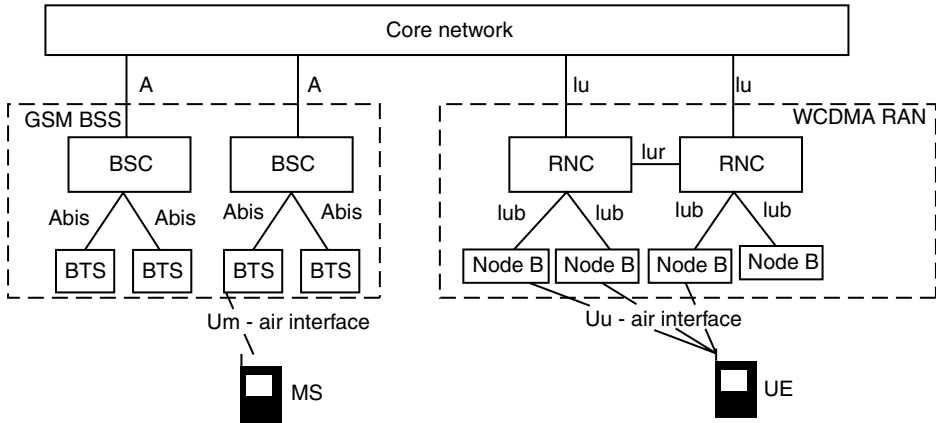 Core network
A
A
Iu
Iu
GSM BSS
WCDMA RAN
BSC
BSC
RNC
Iur
RNC
Abis
Abis
Abis
Abis
Iub
Iub
Iub
Iub
BTS
BTS
BTS
BTS
Node B
Node B
Node B
Node B
Um - air interface
Uu - air interface
MS
UE